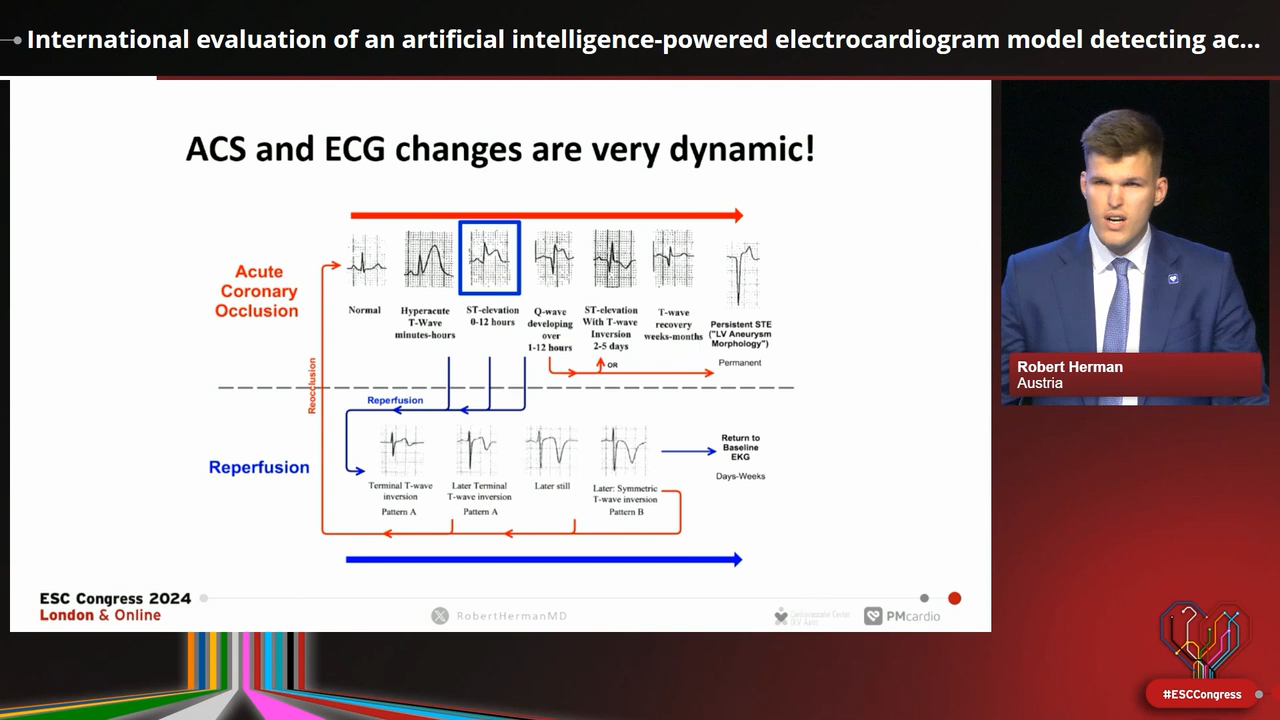 International evaluation of an artificial intelligence-powered electrocardiogram model detecting ac...
ACS and ECG changes are very dynamic!
Acute
Coronary
Occlusion
Normal
Hyperacute
T-Wave
minutes-hours
ST-elevation
0-12 hours
Q-wave
developing
over
1-12 hours
ST-elevation
With T-wave
Inversion
2-5 days
T-wave
recovery
weeks-months
Persistent STE
("LV Aneurysm
Morphology")
Permanent
OR
Reocclusion
Reperfusion
Reperfusion
Terminal T-wave
inversion
Pattern A
Later Terminal
T-wave inversion
Pattern A
Later still
Later: Symmetric
T-wave inversion
Pattern B
Return to
Baseline
EKG
Days-Weeks
ESC Congress 2024
London & Online
RobertHermanMD
Cardiovascular Center
OLV Aalst
PMcardio
Robert Herman
Austria
#ESCCongress